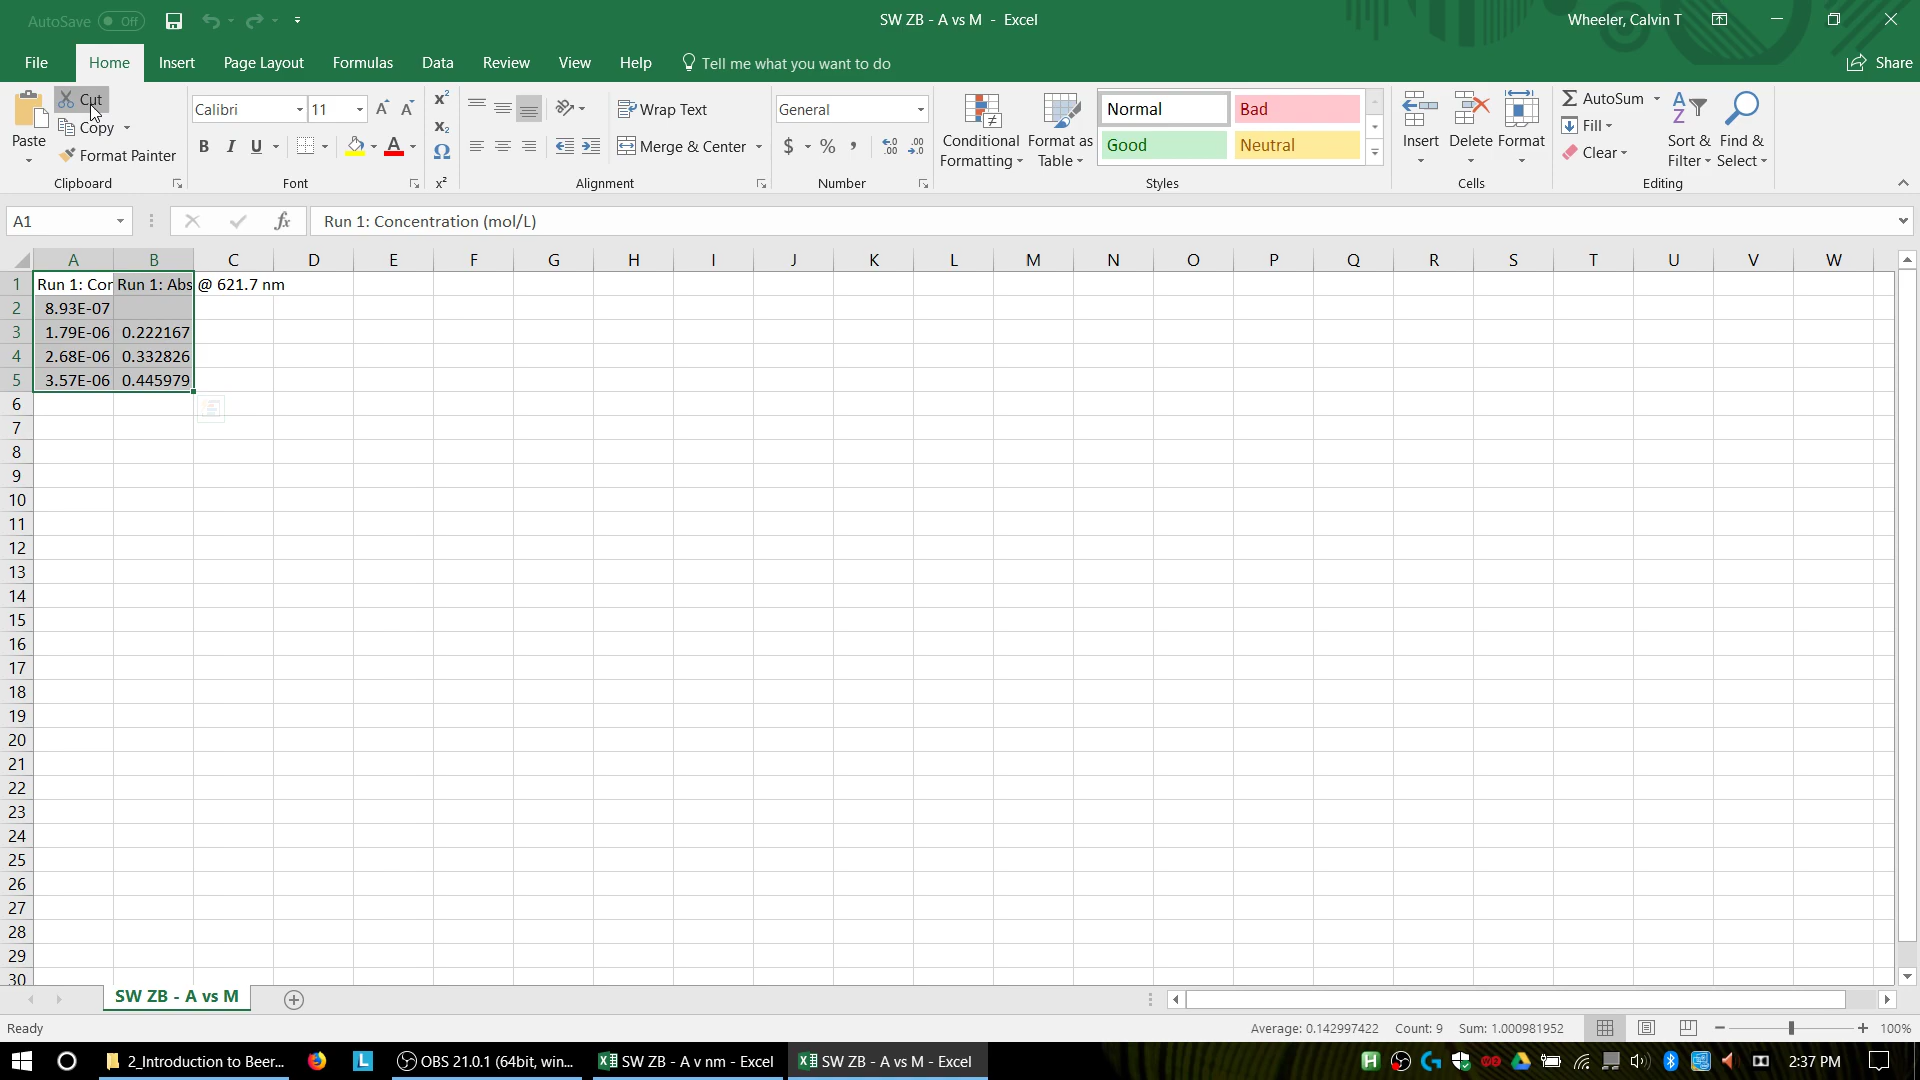 AutoSave Off
SW ZB - A vs M - Excel
Wheeler, Calvin T
File Home Insert Page Layout Formulas Data Review View Help Tell me what you want to do
Share
Paste
Cut
Copy
Format Painter
Clipboard
Calibri 11
B I U
A
Font
x²
x₂
Ω
x²
Wrap Text
Merge & Center
Alignment
General
$ % ,
Number
Conditional Formatting
Format as Table
Normal Bad
Good Neutral
Styles
Insert Delete Format
Cells
AutoSum
Fill
Clear
Sort & Filter
Find & Select
Editing
A1
fx
Run 1: Concentration (mol/L)
A B C D E F G H I J K L M N O P Q R S T U V W
1 Run 1: Cor Run 1: Abs @ 621.7 nm
2 8.93E-07
3 1.79E-06 0.222167
4 2.68E-06 0.332826
5 3.57E-06 0.445979
6
7
8
9
10
11
12
13
14
15
16
17
18
19
20
21
22
23
24
25
26
27
28
29
30
SW ZB - A vs M
Ready
Average: 0.142997422 Count: 9 Sum: 1.000981952
100%
2_Introduction to Beer...
L
OBS 21.0.1 (64bit, win...
SW ZB - A v nm - Excel
SW ZB - A vs M - Excel
2:37 PM